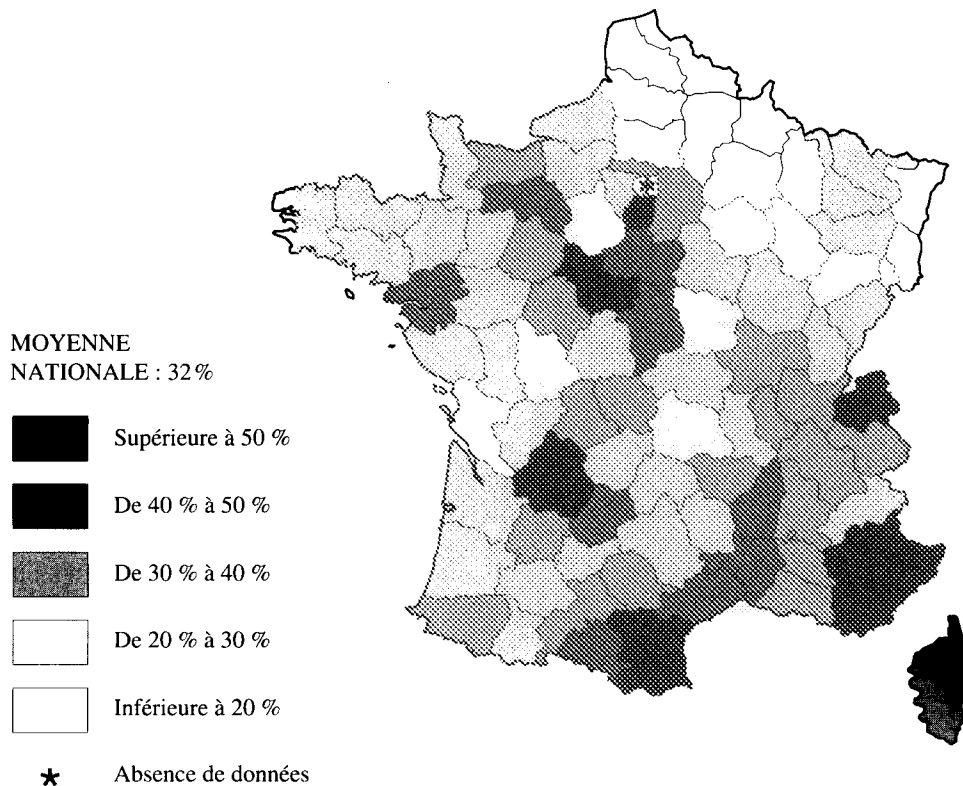 MOYENNE
NATIONALE : 32%
Supérieure à 50 %
De 40 % à 50 %
De 30 % à 40 %
De 20 % à 30 %
Inférieure à 20 %
* Absence de données